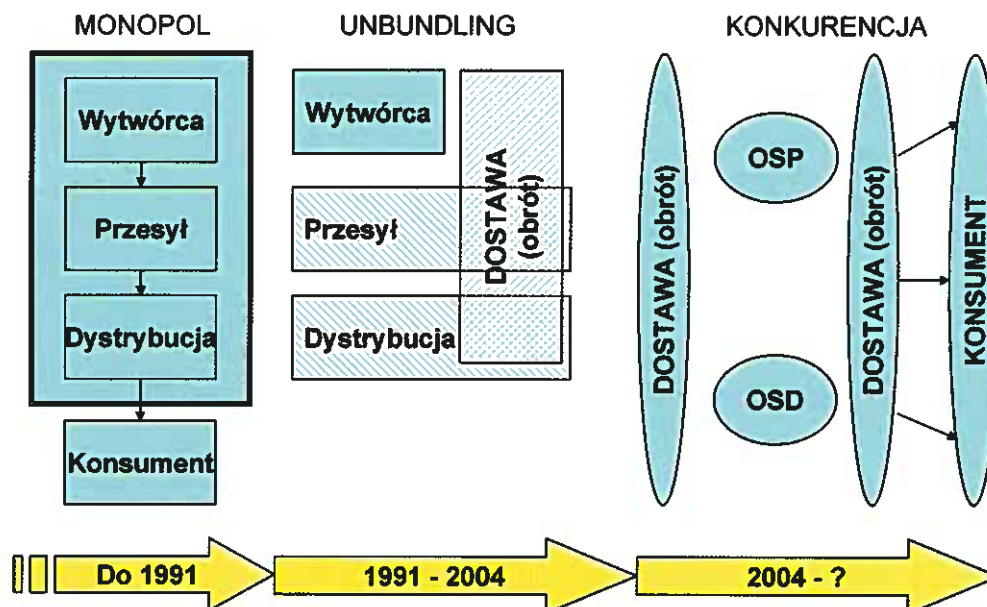 MONOPOL
Wytwórca
Przesył
Dystrybucja
Konsument
UNBUNDLING
Wytwórca
Przesył
Dystrybucja
DOSTAWA
(obrót)
KONKURENCJA
DOSTAWA (obrót)
OSP
OSD
DOSTAWA (obrót)
KONSUMENT
Do 1991
1991 - 2004
2004 - ?